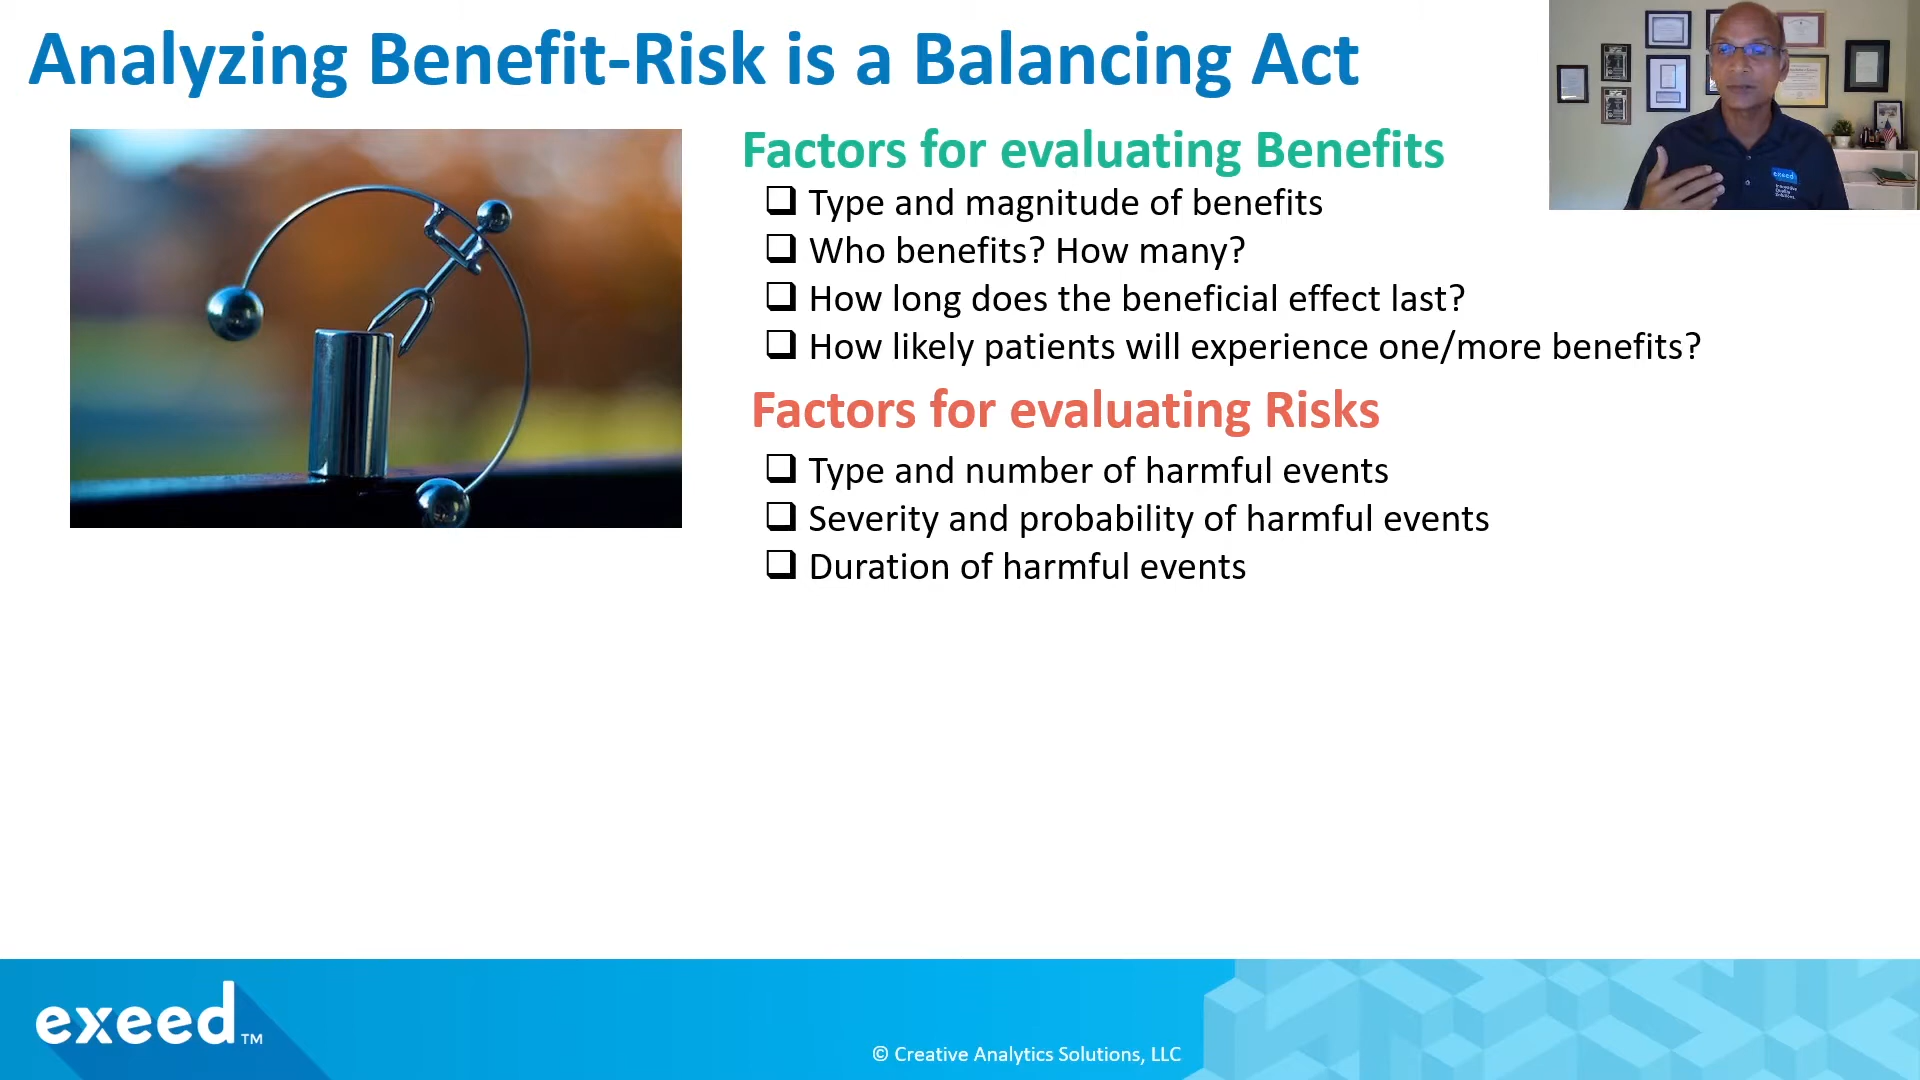 Analyzing Benefit-Risk is a Balancing Act
Factors for evaluating Benefits
❑ Type and magnitude of benefits
❑ Who benefits? How many?
❑ How long does the beneficial effect last?
❑ How likely patients will experience one/more benefits?
Factors for evaluating Risks
❑ Type and number of harmful events
❑ Severity and probability of harmful events
❑ Duration of harmful events
exeed
exeed™
© Creative Analytics Solutions, LLC